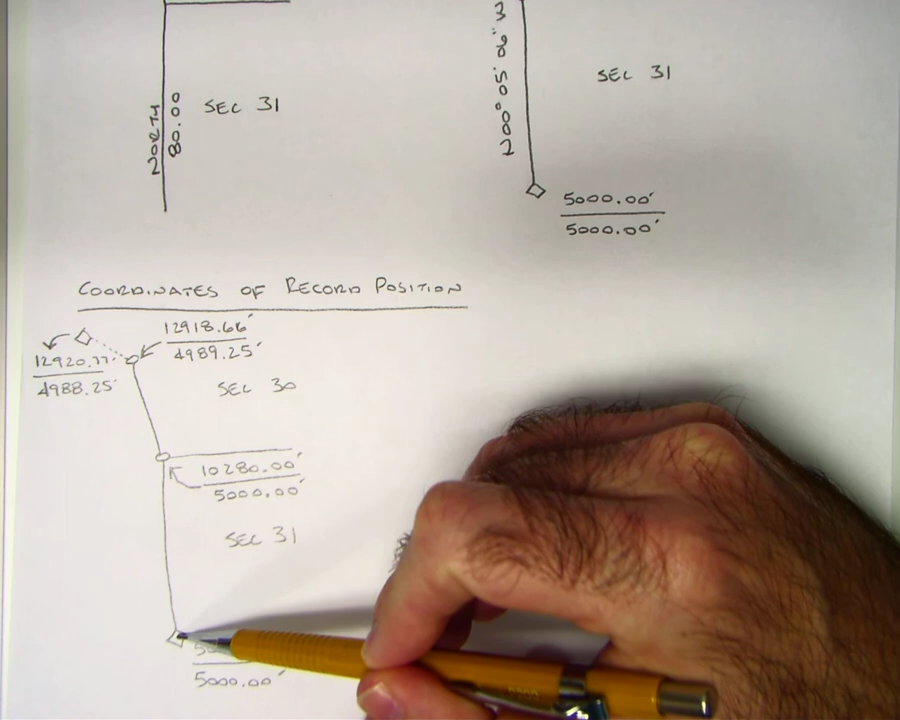 NORTH
80.00
SEC 31
N00°05'06"W
SEC 31
5000.00'
5000.00'
COORDINATES OF RECORD POSITION
12918.66'
4989.25'
12920.77'
4988.25'
SEC 30
10280.00'
5000.00'
SEC 31
5000.00'